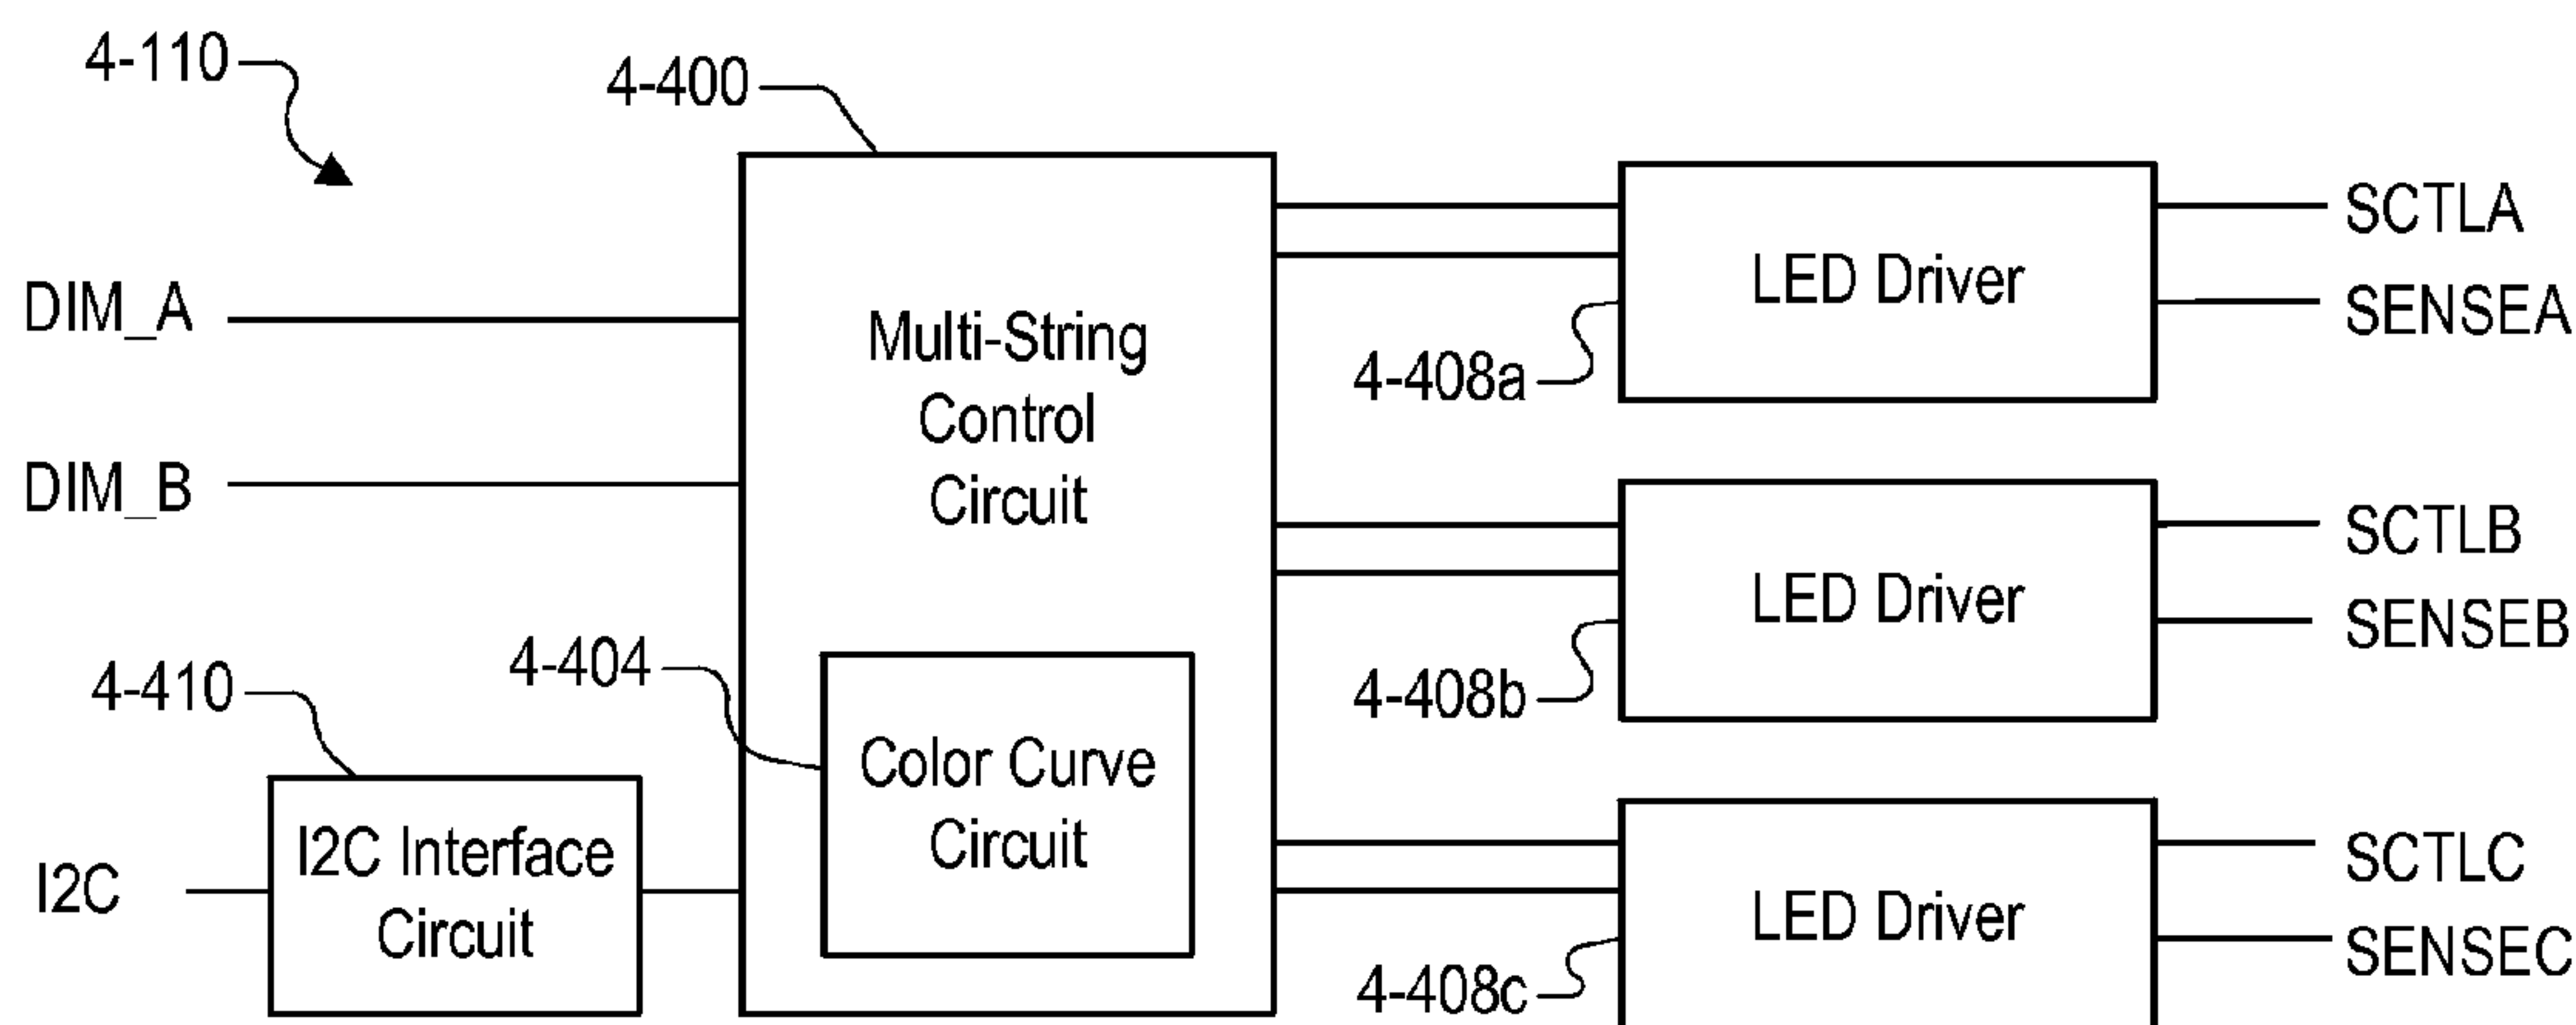 4-110
4-400
SCTLA
LED Driver
DIM_A
SENSEA
Multi-String
Control
Circuit
4-408a
DIM_B
SCTLB
LED Driver
SENSEB
4-404
4-410
4-408b
Color Curve
Circuit
I2C
I2C Interface
Circuit
SCTLC
LED Driver
SENSEC
4-408c